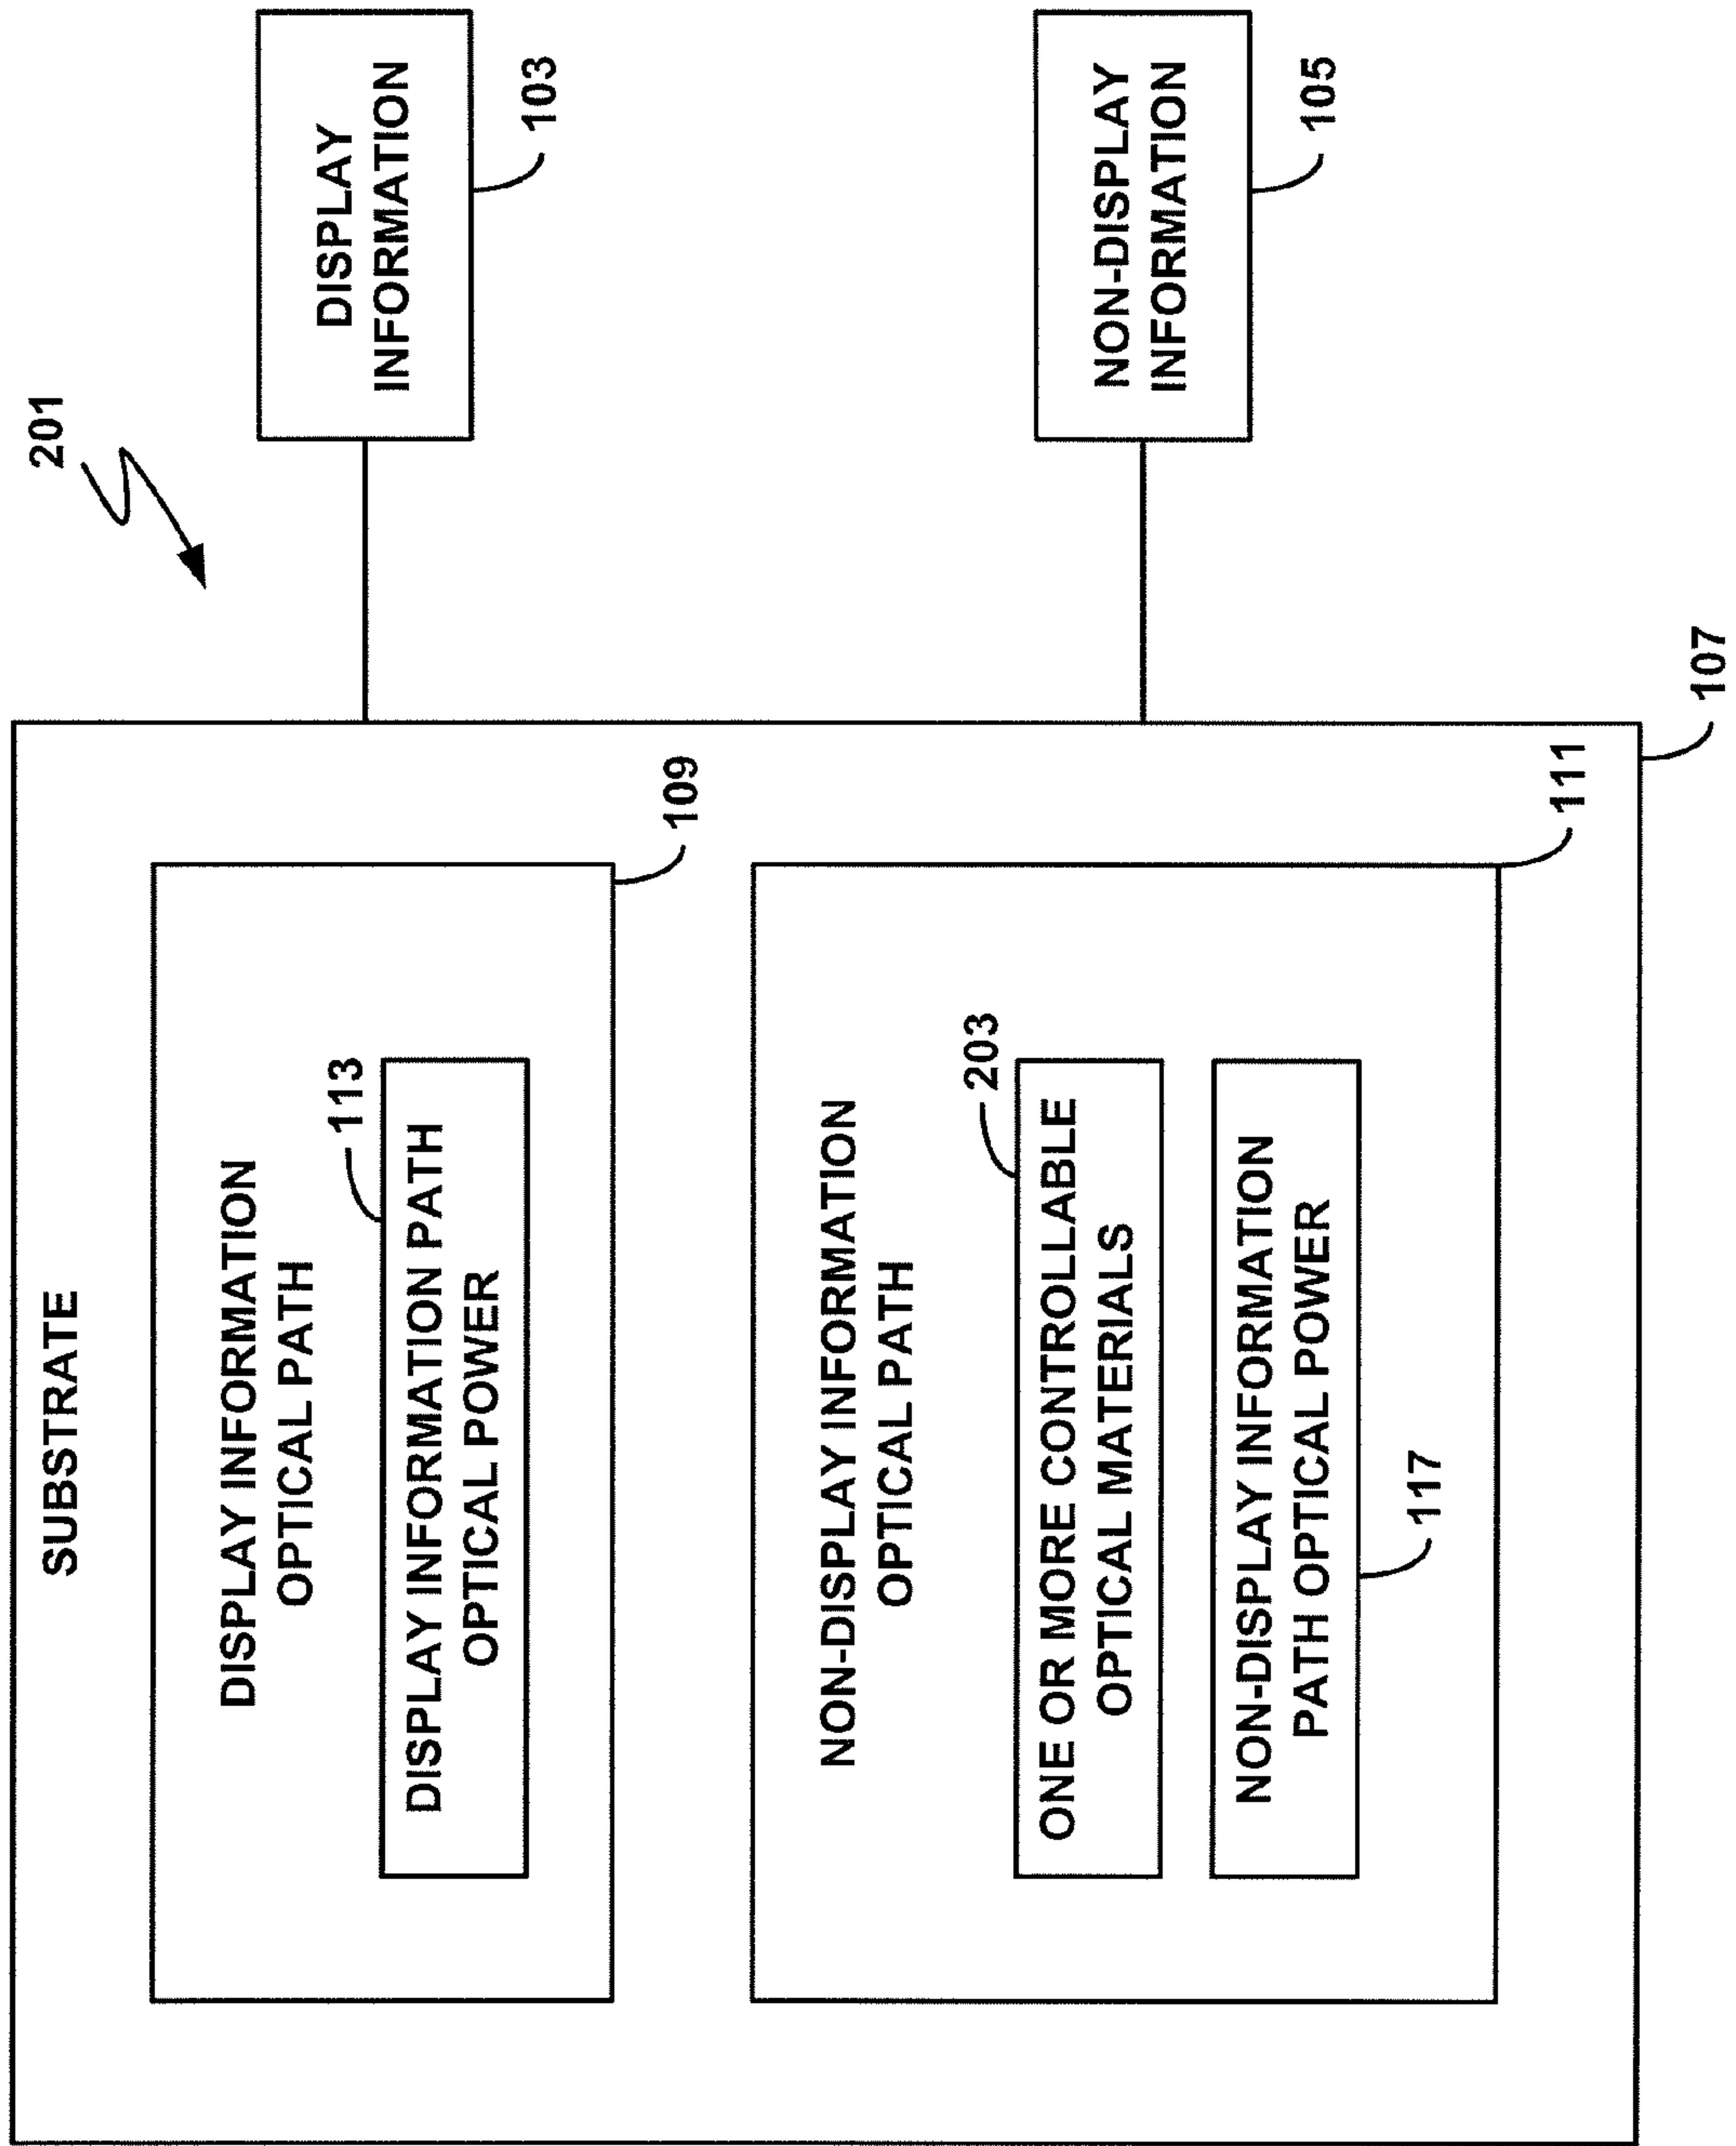 201
SUBSTRATE
DISPLAY INFORMATION
OPTICAL PATH
113
DISPLAY INFORMATION PATH
OPTICAL POWER
109
DISPLAY
INFORMATION
103
NON-DISPLAY INFORMATION
OPTICAL PATH
203
ONE OR MORE CONTROLLABLE
OPTICAL MATERIALS
NON-DISPLAY INFORMATION
PATH OPTICAL POWER
117
111
107
NON-DISPLAY
INFORMATION
105